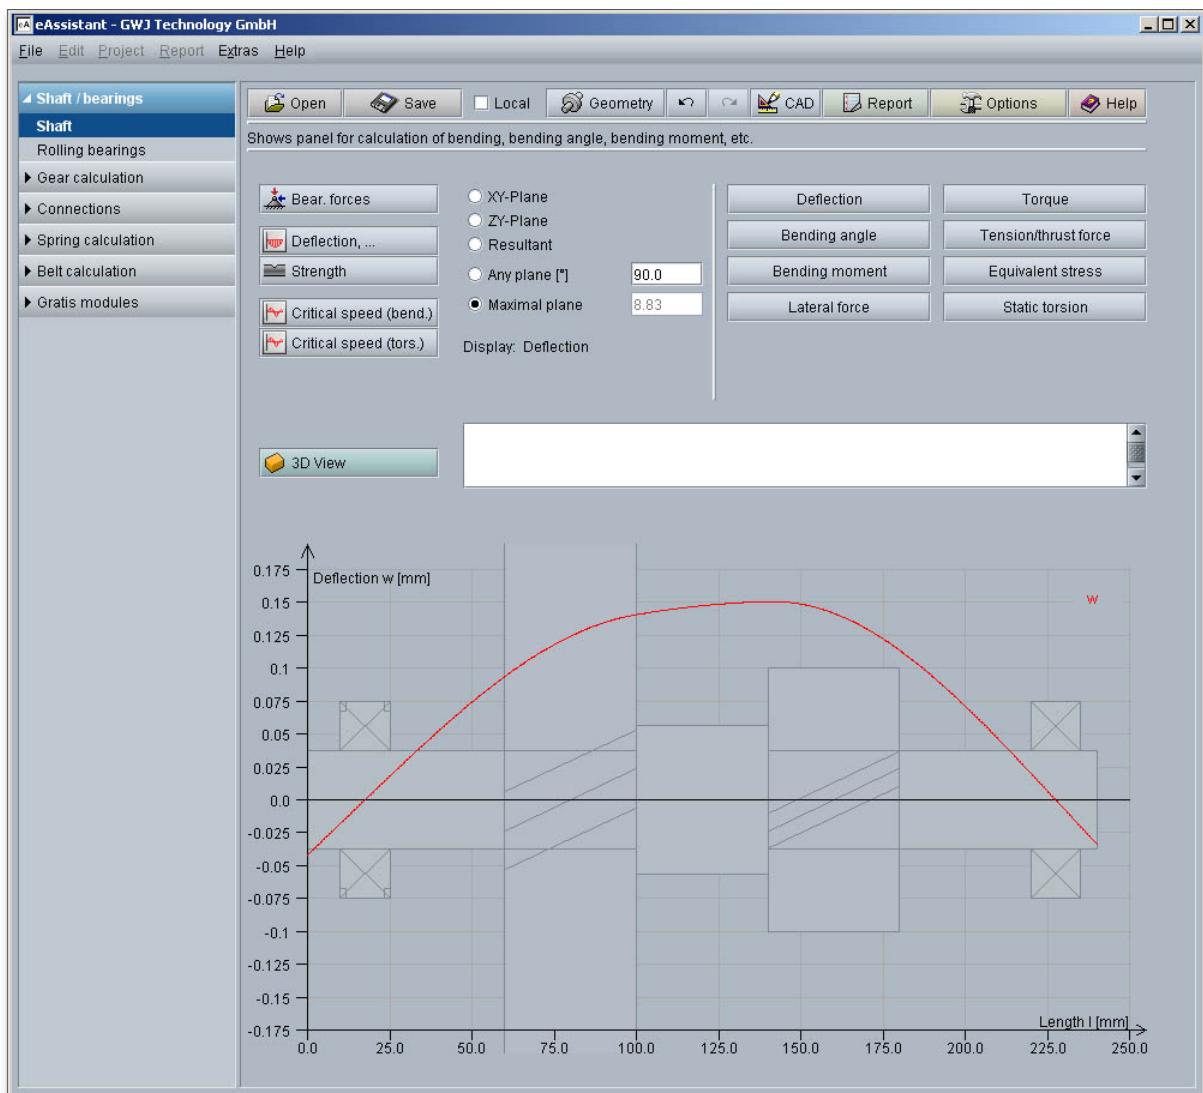 eAssistant - GWJ Technology GmbH
File Edit Project Report Extras Help
Shaft / bearings
Shaft
Rolling bearings
Gear calculation
Connections
Spring calculation
Belt calculation
Gratis modules
Open Save Local Geometry CAD Report Options Help
Shows panel for calculation of bending, bending angle, bending moment, etc.
Bear. forces
Deflection, ...
Strength
Critical speed (bend.)
Critical speed (tors.)
XY-Plane
ZY-Plane
Resultant
Any plane [°] 90.0
Maximal plane 8.83
Display: Deflection
Deflection Torque
Bending angle Tension/thrust force
Bending moment Equivalent stress
Lateral force Static torsion
3D View
Deflection w [mm]
w
0.175
0.15
0.125
0.1
0.075
0.05
0.025
0.0
-0.025
-0.05
-0.075
-0.1
-0.125
-0.15
-0.175
Length l [mm]
0.0 25.0 50.0 75.0 100.0 125.0 150.0 175.0 200.0 225.0 250.0